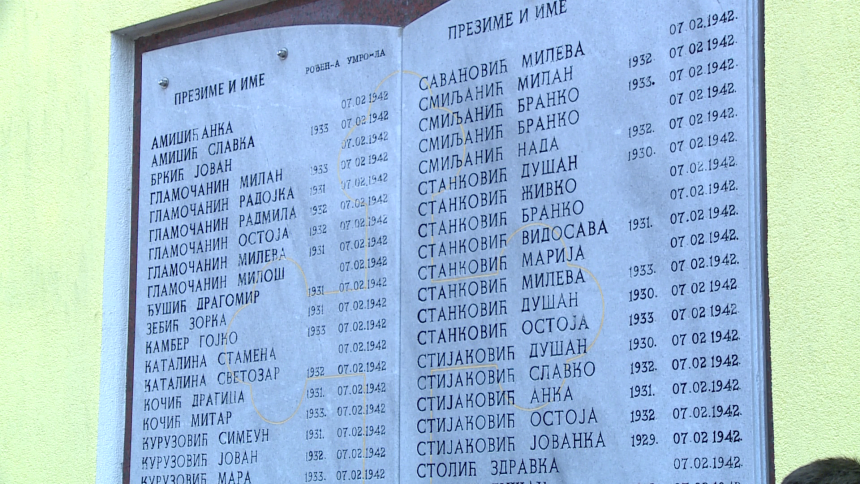 ПРЕЗИМЕ И ИМЕ РОЂЕН-А УМРО-ЛА
АМИЏИЋ АНКА 07.02.1942
АМИЏИЋ СЛАВКА 1933 07.02.1942
БРКИЋ ЈОВАН 07.02.1942
ГЛАМОЧАНИН МИЛАН 1933 07.02.1942
ГЛАМОЧАНИН РАДОЈКА 1931 07.02.1942
ГЛАМОЧАНИН РАДМИЛА 1932 07.02.1942
ГЛАМОЧАНИН ОСТОЈА 1932 07.02.1942
ГЛАМОЧАНИН МИЛЕВА 1931 07.02.1942
ГЛАМОЧАНИН МИЛОШ 07.02.1942
ЂУШИЋ ДРАГОМИР 1931 07.02.1942
ЗЕБИЋ ЗОРКА 1931 07.02.1942
КАМБЕР ГОЈКО 1933 07.02.1942
КАТАЛИНА СТАМЕНА 07.02.1942
КАТАЛИНА СВЕТОЗАР 1932 07.02.1942
КОЧИЋ ДРАГИЦА 1931 07.02.1942
КОЧИЋ МИТАР 1933. 07.02.1942
КУРУЗОВИЋ СИМЕУН 1931. 07.02.1942
КУРУЗОВИЋ ЈОВАН 1932. 07.02.1942
КУРУЗОВИЋ МАРА 1933. 07.02.1942
ПРЕЗИМЕ И ИМЕ
САВАНОВИЋ МИЛЕВА 07.02.1942.
СМИЉАНИЋ МИЛАН 1932. 07 02 1942.
СМИЉАНИЋ БРАНКО 1933. 07.02.1942.
СМИЉАНИЋ БРАНКО 07.02.1942.
СМИЉАНИЋ НАДА 1932. 07.02.1942.
СТАНКОВИЋ ДУШАН 1930. 07.02.1942.
СТАНКОВИЋ ЖИВКО 07.02.1942.
СТАНКОВИЋ БРАНКО 07.02.1942.
СТАНКОВИЋ ВИДОСАВА 1931. 07.02.1942.
СТАНКОВИЋ МАРИЈА 07.02.1942.
СТАНКОВИЋ МИЛЕВА 1933. 07 02.1942.
СТАНКОВИЋ ДУШАН 1930. 07.02.1942.
СТАНКОВИЋ ОСТОЈА 1933 07.02.1942.
СТИЈАКОВИЋ ДУШАН 1930. 07.02.1942.
СТИЈАКОВИЋ СЛАВКО 1932. 07.02.1942.
СТИЈАКОВИЋ АНКА 1931. 07.02.1942.
СТИЈАКОВИЋ ОСТОЈА 1932 07.02.1942.
СТИЈАКОВИЋ ЈОВАНКА 1929. 07 02 1942.
СТОЛИЋ ЗДРАВКА 07.02.1942.